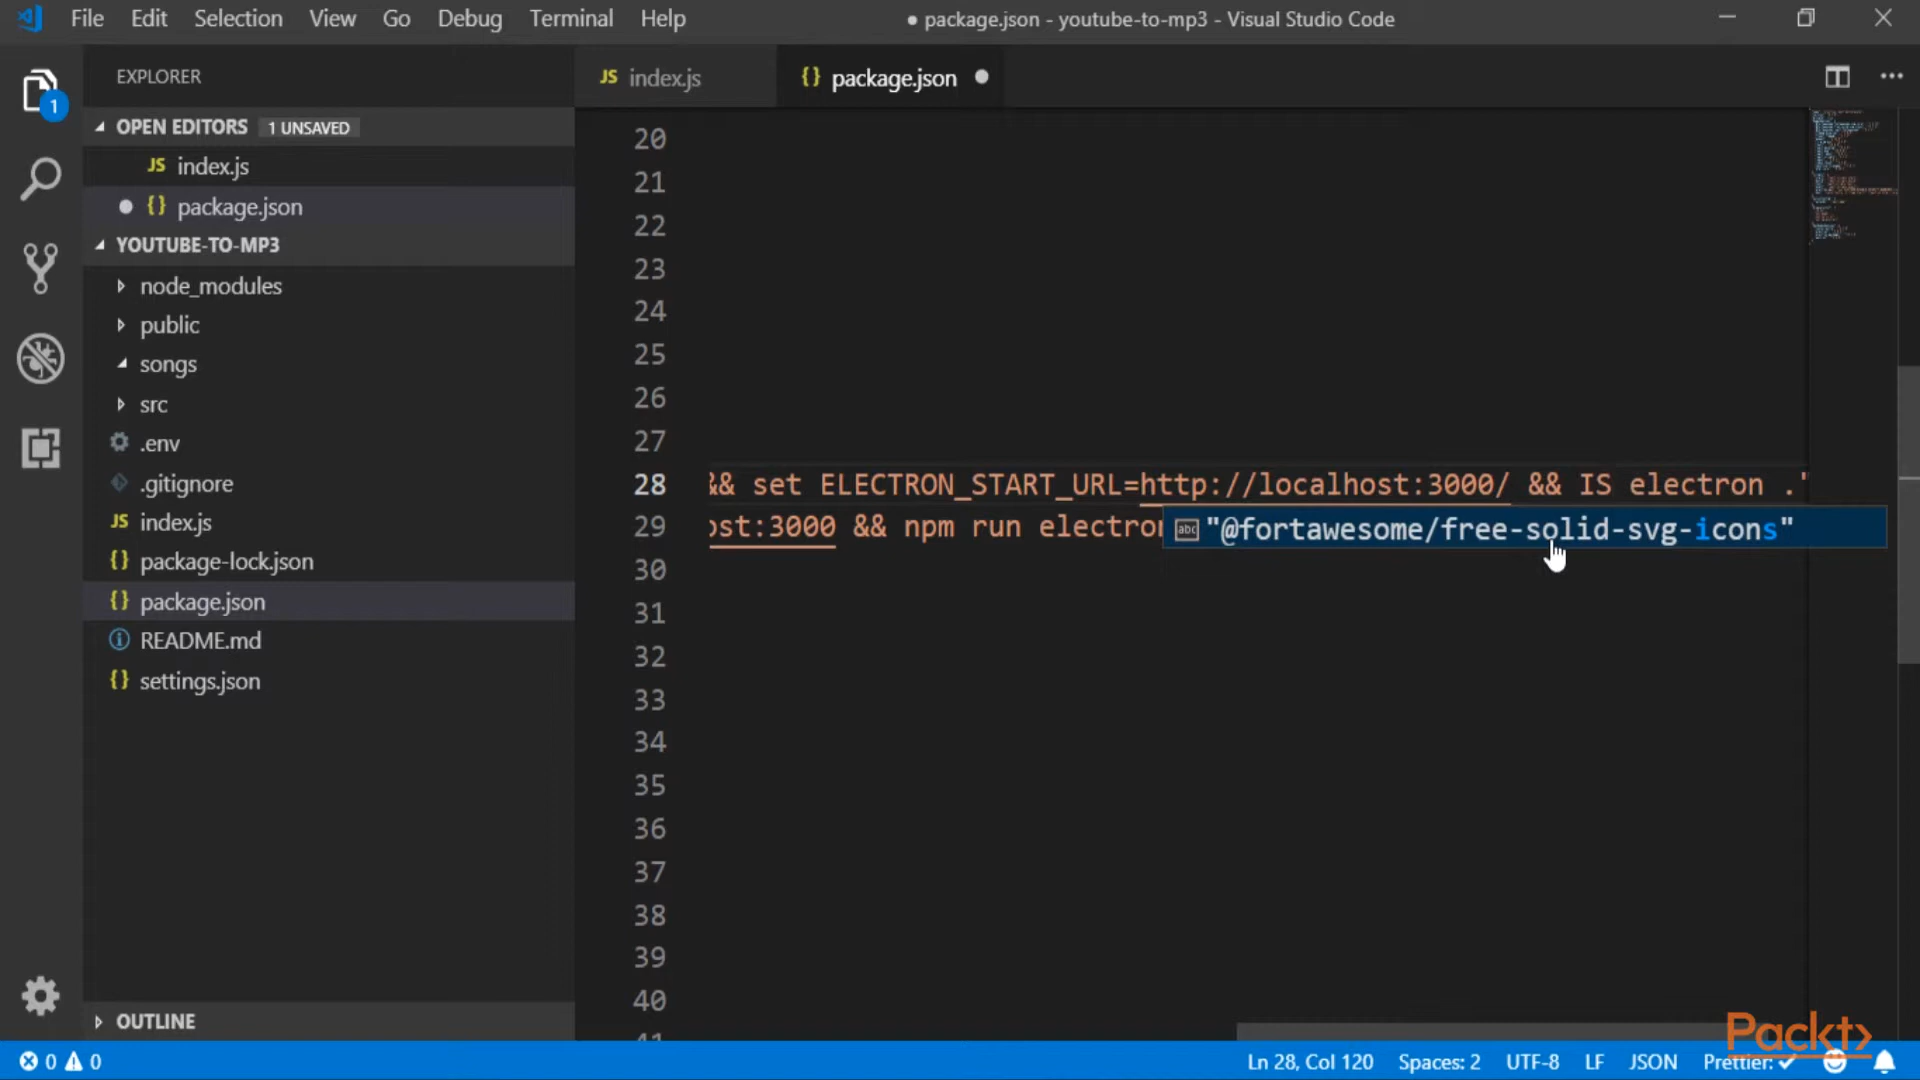 File Edit Selection View Go Debug Terminal Help
● package.json - youtube-to-mp3 - Visual Studio Code
EXPLORER
JS index.js
{} package.json ●
OPEN EDITORS 1 UNSAVED
JS index.js
● {} package.json
YOUTUBE-TO-MP3
node_modules
public
songs
src
.env
.gitignore
JS index.js
{} package-lock.json
{} package.json
README.md
{} settings.json
OUTLINE
1
20
21
22
23
24
25
26
27
28 && set ELECTRON_START_URL=http://localhost:3000/ && IS electron ."
29 ost:3000 && npm run electron
abc "@fortawesome/free-solid-svg-icons"
30
31
32
33
34
35
36
37
38
39
40
41
Packt>
0 0
Ln 28, Col 120 Spaces: 2 UTF-8 LF JSON Prettier: ✓